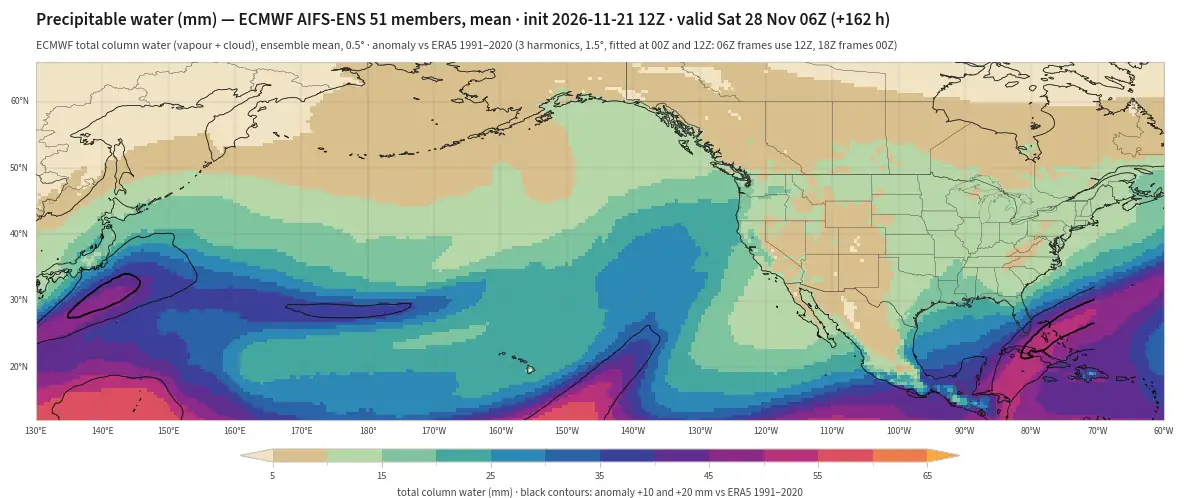 Precipitable water (mm) — ECMWF AIFS-ENS 51 members, mean · init 2026-11-21 12Z · valid Sat 28 Nov 06Z (+162 h)
ECMWF total column water (vapour + cloud), ensemble mean, 0.5° · anomaly vs ERA5 1991–2020 (3 harmonics, 1.5°, fitted at 00Z and 12Z: 06Z frames use 12Z, 18Z frames 00Z)
60°N
50°N
40°N
30°N
20°N
130°E 140°E 150°E 160°E 170°E 180° 170°W 160°W 150°W 140°W 130°W 120°W 110°W 100°W 90°W 80°W 70°W 60°W
5 15 25 35 45 55 65
total column water (mm) · black contours: anomaly +10 and +20 mm vs ERA5 1991–2020